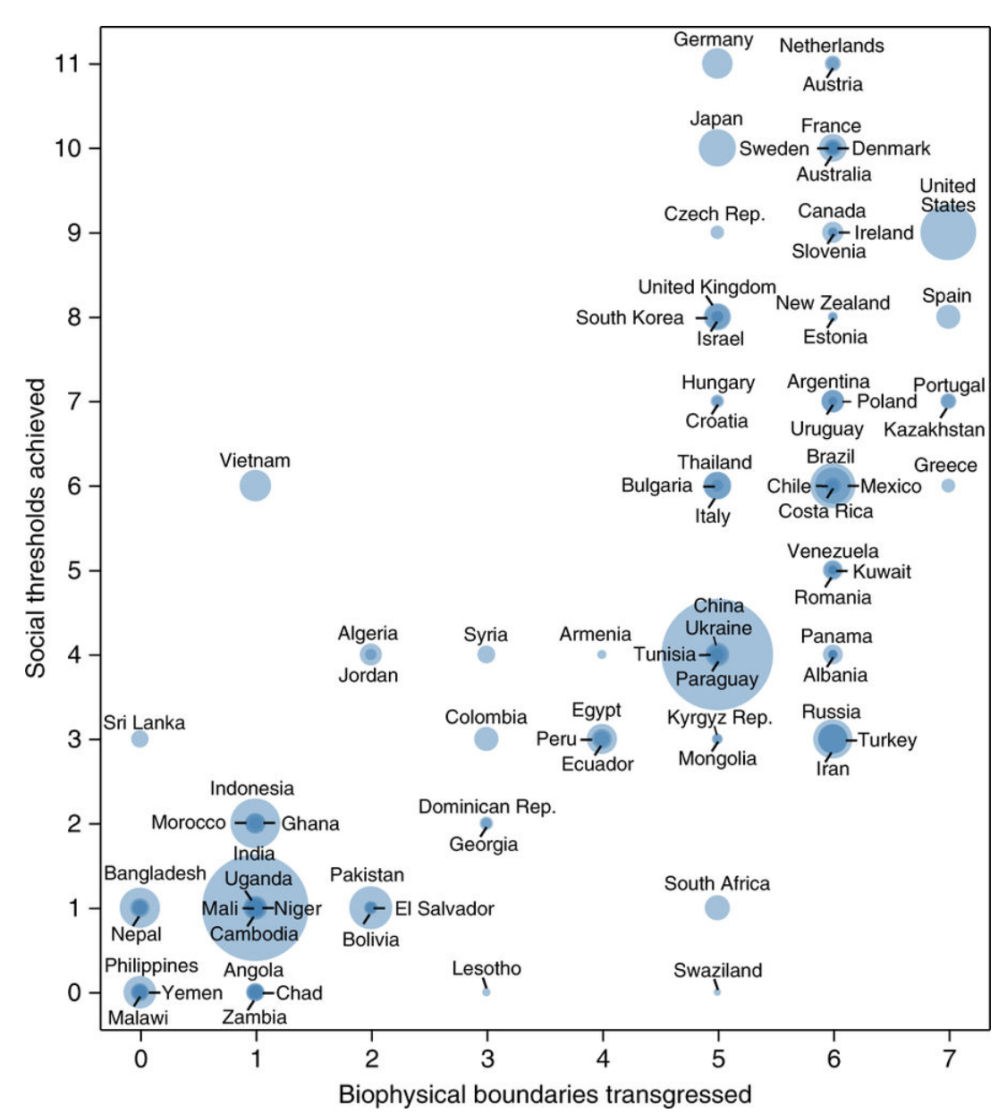 Germany
Netherlands
11
Austria
Japan
France
10
Sweden
Denmark
Australia
United
States
Czech Rep.
Canada
9
Ireland
Slovenia
United Kingdom
New Zealand
Spain
8
South Korea
Israel
Estonia
Hungary
Argentina
Portugal
7
Poland
Croatia
Uruguay
Kazakhstan
Vietnam
Thailand
Brazil
Greece
6
Bulgaria
Chile
Mexico
Italy
Costa Rica
Venezuela
5
Kuwait
Romania
China
Algeria
Syria
Armenia
Ukraine
Panama
4
Tunisia
Jordan
Paraguay
Albania
Sri Lanka
Colombia
Egypt
Kyrgyz Rep.
Russia
3
Peru
Turkey
Ecuador
Mongolia
Iran
Indonesia
Dominican Rep.
2
Morocco
Ghana
Georgia
India
Bangladesh
Uganda
Pakistan
South Africa
1
Mali
Niger
El Salvador
Nepal
Cambodia
Bolivia
Philippines
Angola
Lesotho
Swaziland
0
Yemen
Chad
Malawi
Zambia
Social thresholds achieved
0 1 2 3 4 5 6 7
Biophysical boundaries transgressed